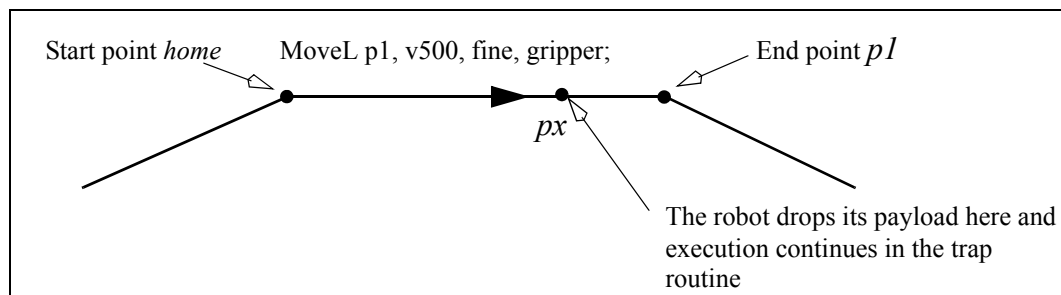 Start point home
MoveL p1, v500, fine, gripper;
End point p1
px
The robot drops its payload here and
execution continues in the trap
routine